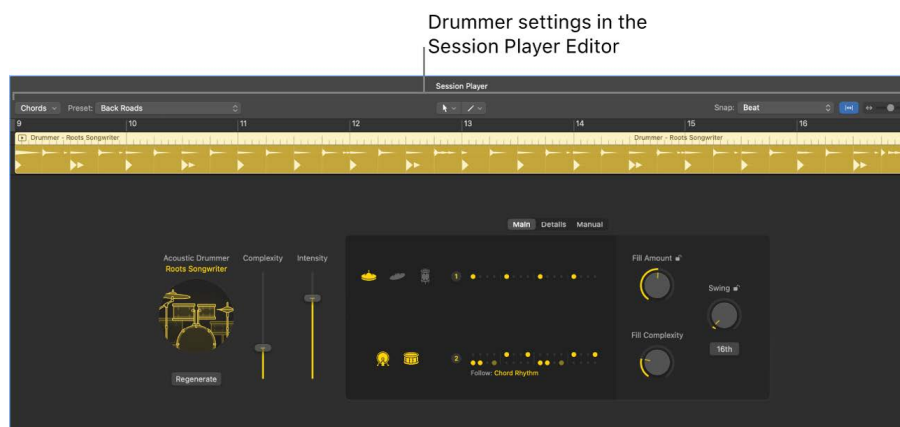 Drummer settings in the
Session Player Editor
Session Player
Chords Preset: Back Roads Snap: Beat
9 10 11 12 13 14 15 16
Drummer - Roots Songwriter Drummer - Roots Songwriter
Main Details Manual
Acoustic Drummer Complexity Intensity Fill Amount
Roots Songwriter
1
Swing
Fill Complexity
16th
2
Follow: Chord Rhythm
Regenerate